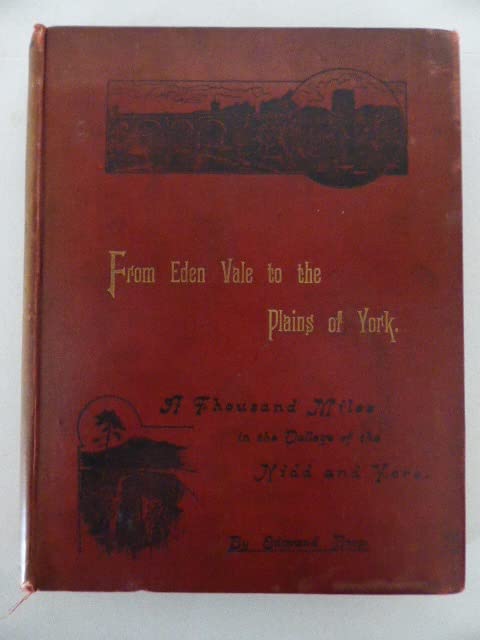 From Eden Vale to the
Plains of York.
A Thousand Miles
in the Valleys of the
Nidd and Yore.
By Edmund Bogg.